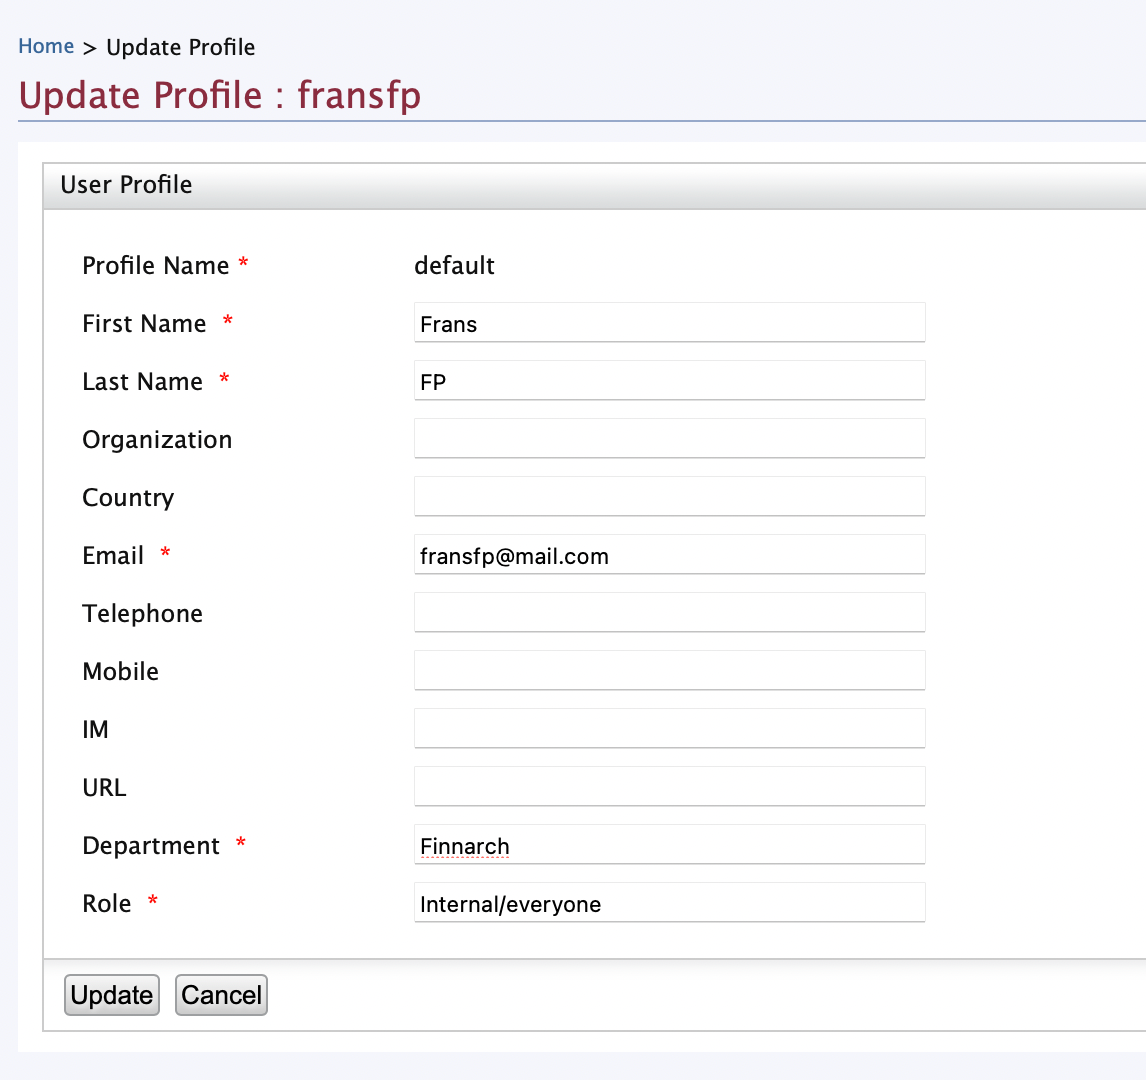 Home > Update Profile
Update Profile : fransfp
User Profile
Profile Name * default
First Name * Frans
Last Name * FP
Organization
Country
Email * fransfp@mail.com
Telephone
Mobile
IM
URL
Department * Finnarch
Role * Internal/everyone
Update Cancel